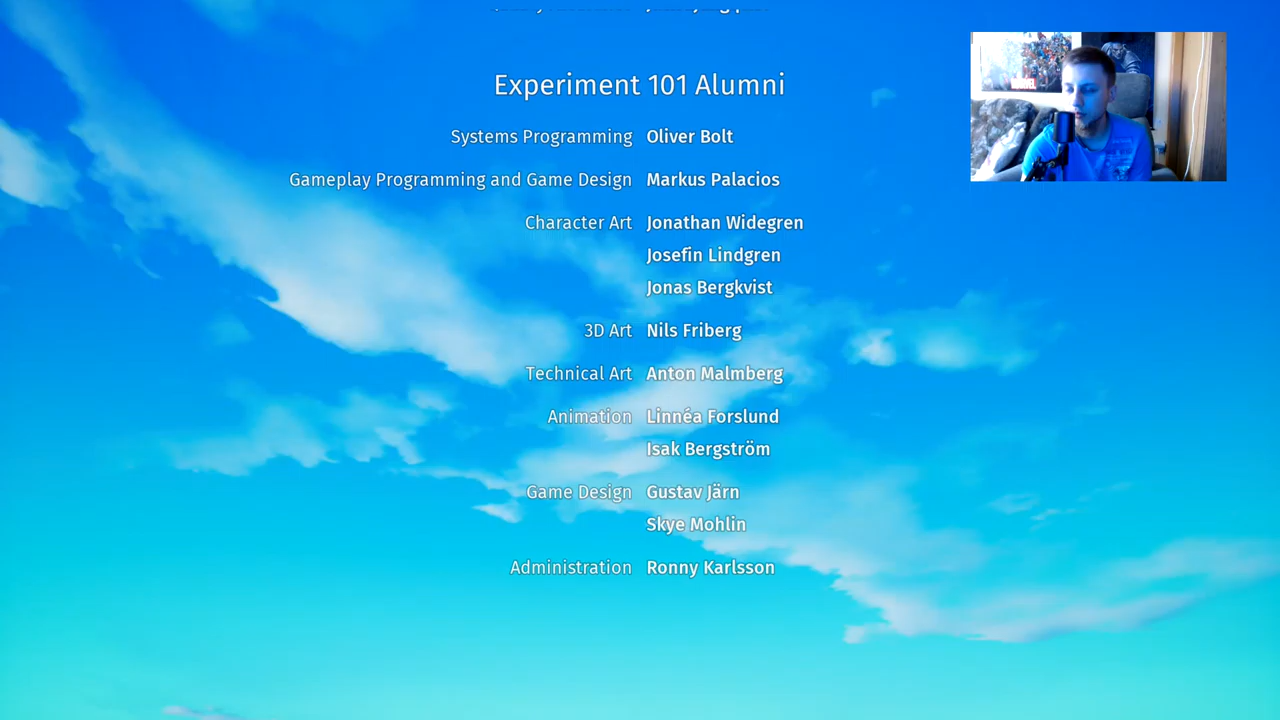 Experiment 101 Alumni
Systems Programming Oliver Bolt
Gameplay Programming and Game Design Markus Palacios
Character Art Jonathan Widegren
Josefin Lindgren
Jonas Bergkvist
3D Art Nils Friberg
Technical Art Anton Malmberg
Animation Linnéa Forslund
Isak Bergström
Game Design Gustav Järn
Skye Mohlin
Administration Ronny Karlsson